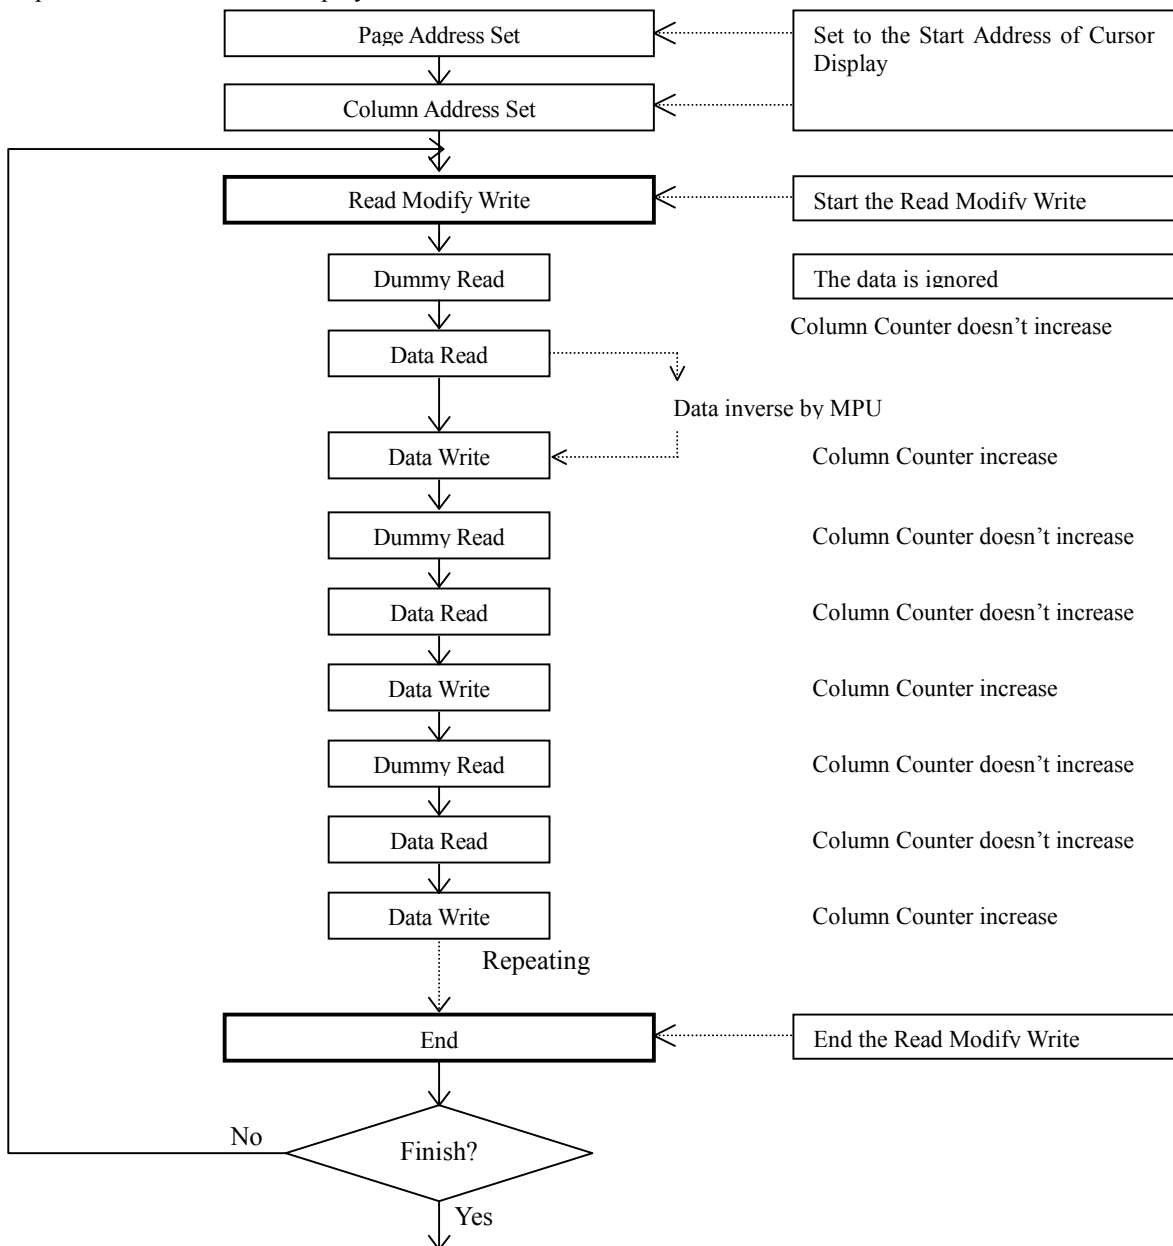 Page Address Set
Set to the Start Address of Cursor
Display
Column Address Set
Read Modify Write
Start the Read Modify Write
Dummy Read
The data is ignored
Column Counter doesn't increase
Data Read
Data inverse by MPU
Data Write
Column Counter increase
Dummy Read
Column Counter doesn't increase
Data Read
Column Counter doesn't increase
Data Write
Column Counter increase
Dummy Read
Column Counter doesn't increase
Data Read
Column Counter doesn't increase
Data Write
Column Counter increase
Repeating
End
End the Read Modify Write
No
Finish?
Yes